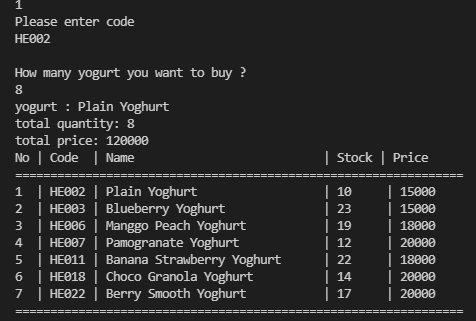 1
Please enter code
HE002
How many yogurt you want to buy ?
8
yogurt : Plain Yoghurt
total quantity: 8
total price: 120000
No | Code | Name | Stock | Price
================================================================
1 | HE002 | Plain Yoghurt | 10 | 15000
2 | HE003 | Blueberry Yoghurt | 23 | 15000
3 | HE006 | Manggo Peach Yoghurt | 19 | 18000
4 | HE007 | Pamogranate Yoghurt | 12 | 20000
5 | HE011 | Banana Strawberry Yoghurt | 22 | 18000
6 | HE018 | Choco Granola Yoghurt | 14 | 20000
7 | HE022 | Berry Smooth Yoghurt | 17 | 20000
================================================================